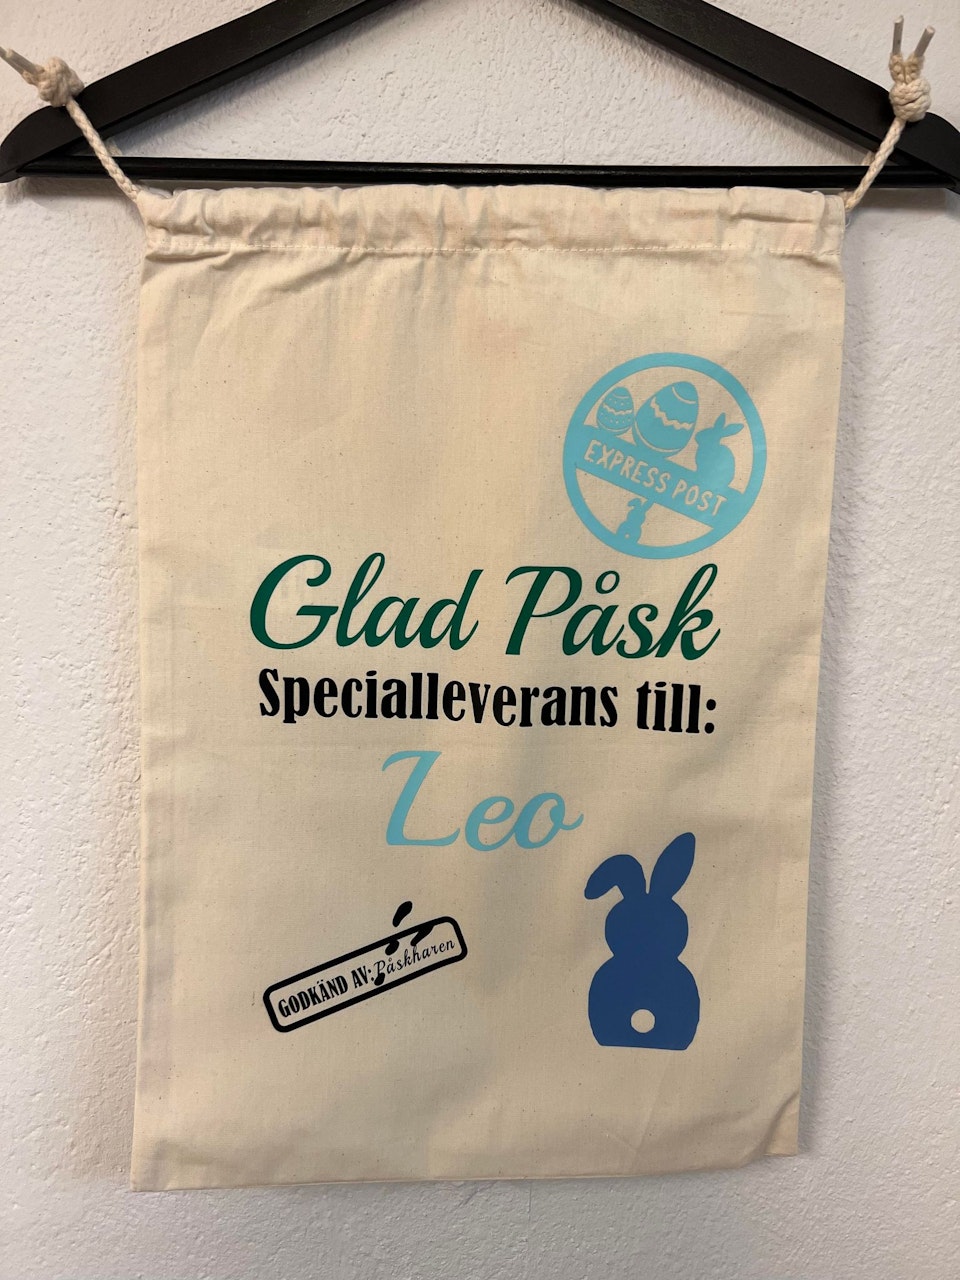 EXPRESS POST
Glad Påsk
Specialleverans till:
Leo
GODKÄND AV: Påskharen